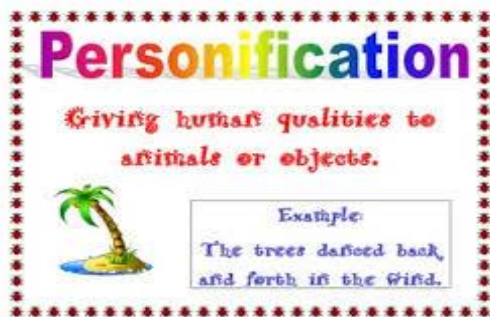 Personification
Giving human qualities to
animals or objects.
Example:
The trees danced back
and forth in the wind.